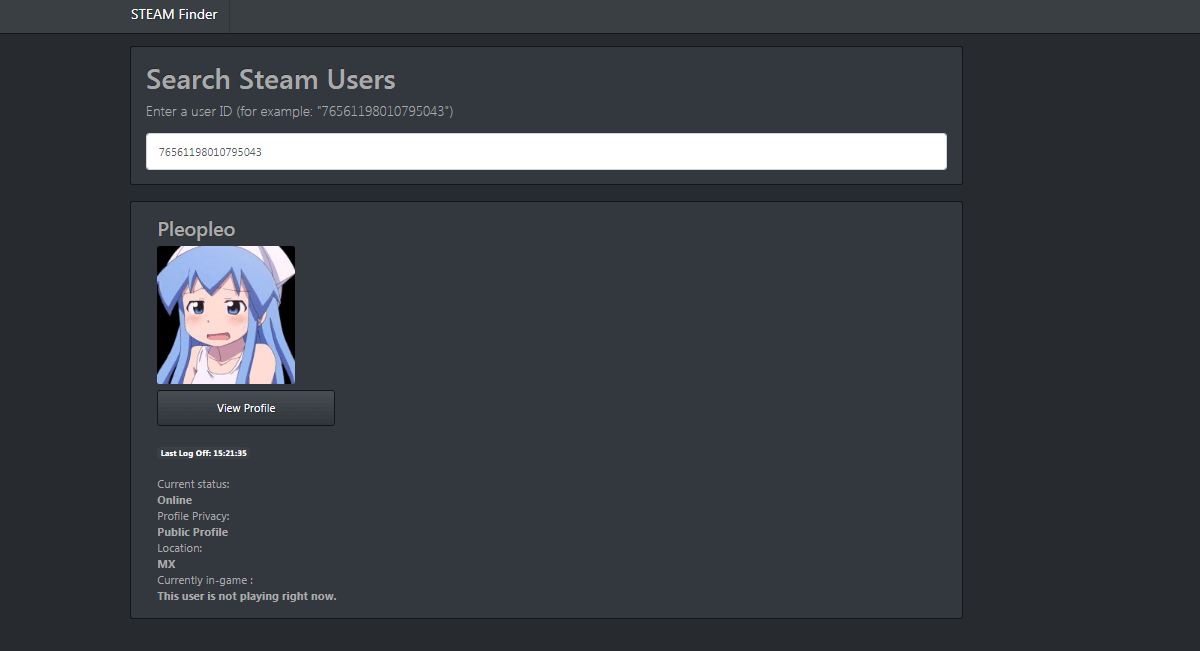 STEAM Finder
Search Steam Users
Enter a user ID (for example: "76561198010795043")
76561198010795043
Pleopleo
View Profile
Last Log Off: 15:21:35
Current status:
Online
Profile Privacy:
Public Profile
Location:
MX
Currently in-game :
This user is not playing right now.